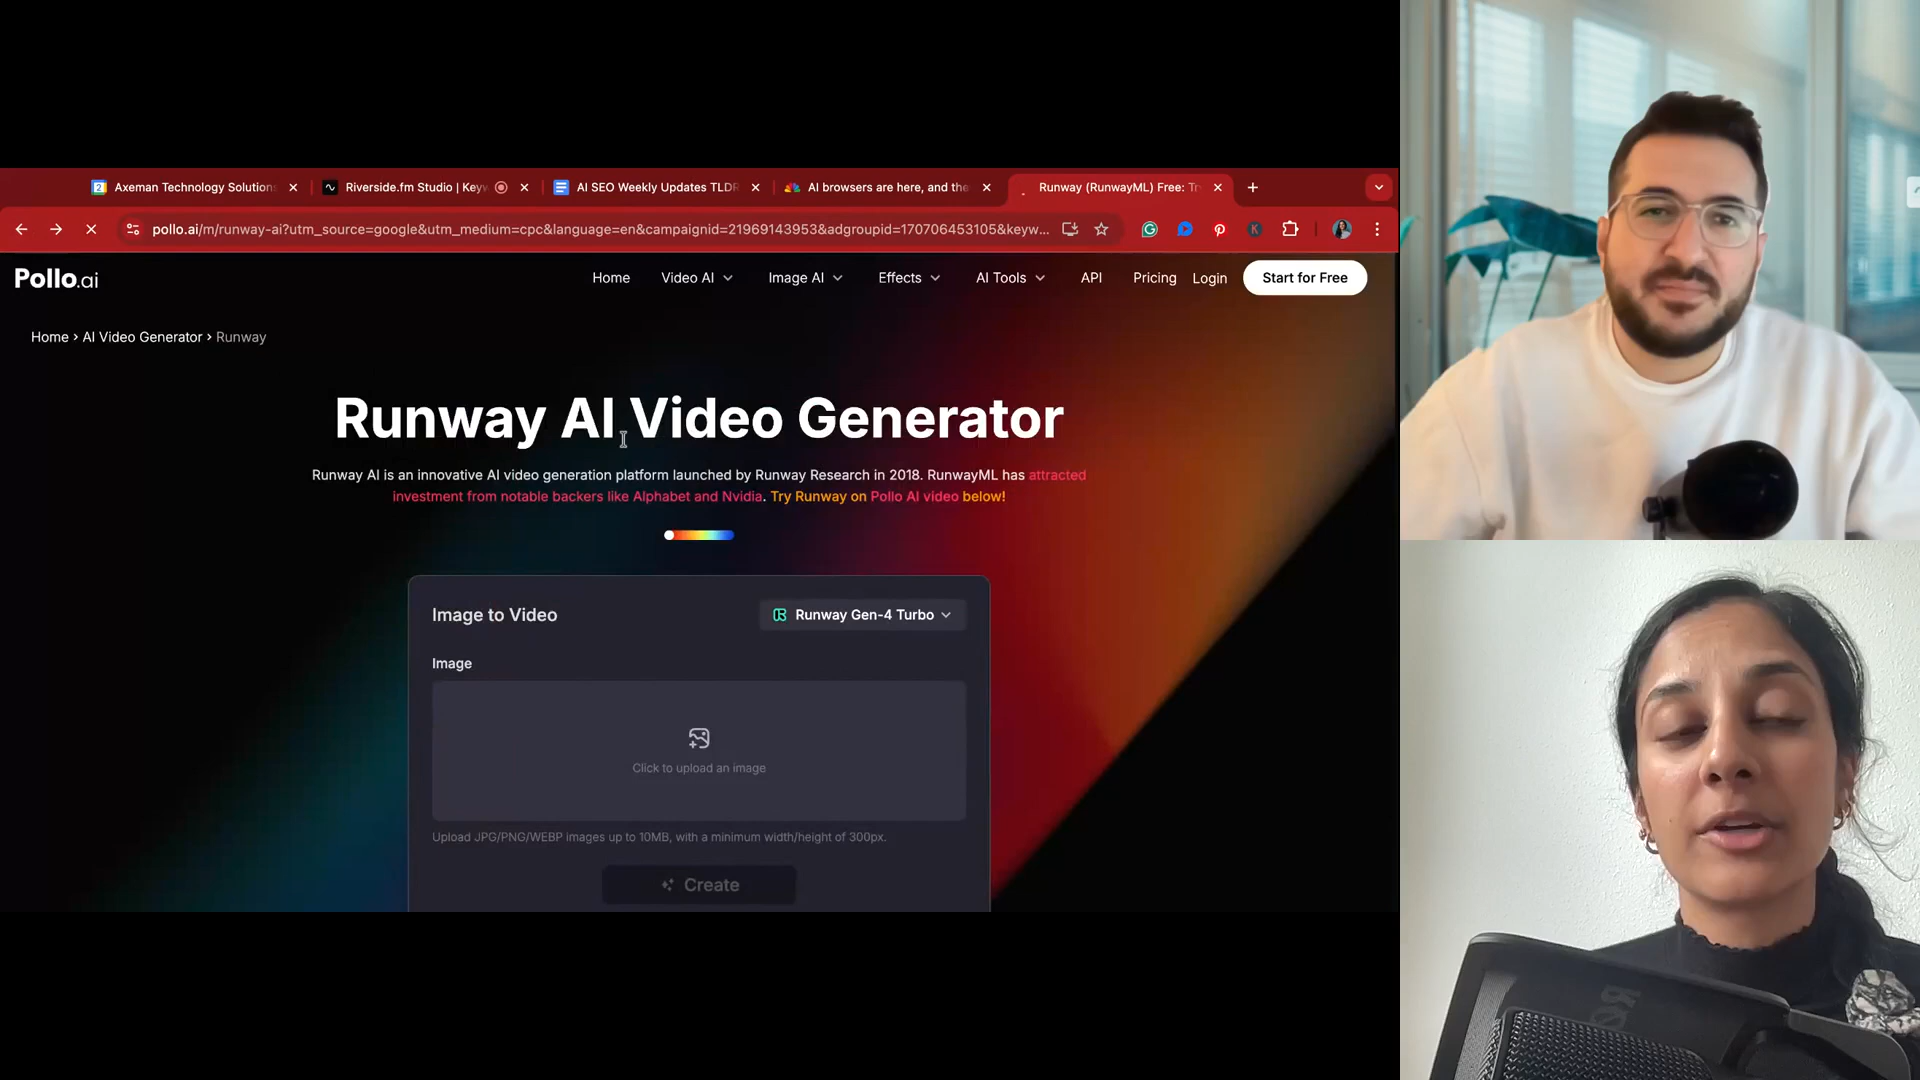 Axeman Technology Solutions
Riverside.fm Studio | Keyw
AI SEO Weekly Updates TLDR
AI browsers are here, and the
Runway (RunwayML) Free: Tr
pollo.ai/m/runway-ai?utm_source=google&utm_medium=cpc&language=en&campaignid=21969143953&adgroupid=170706453105&keyw...
Pollo.ai
Home
Video AI
Image AI
Effects
AI Tools
API
Pricing
Login
Start for Free
Home > AI Video Generator > Runway
Runway AI Video Generator
Runway AI is an innovative AI video generation platform launched by Runway Research in 2018. RunwayML has attracted
investment from notable backers like Alphabet and Nvidia. Try Runway on Pollo AI video below!
Image to Video
Runway Gen-4 Turbo
Image
Click to upload an image
Upload JPG/PNG/WEBP images up to 10MB, with a minimum width/height of 300px.
Create